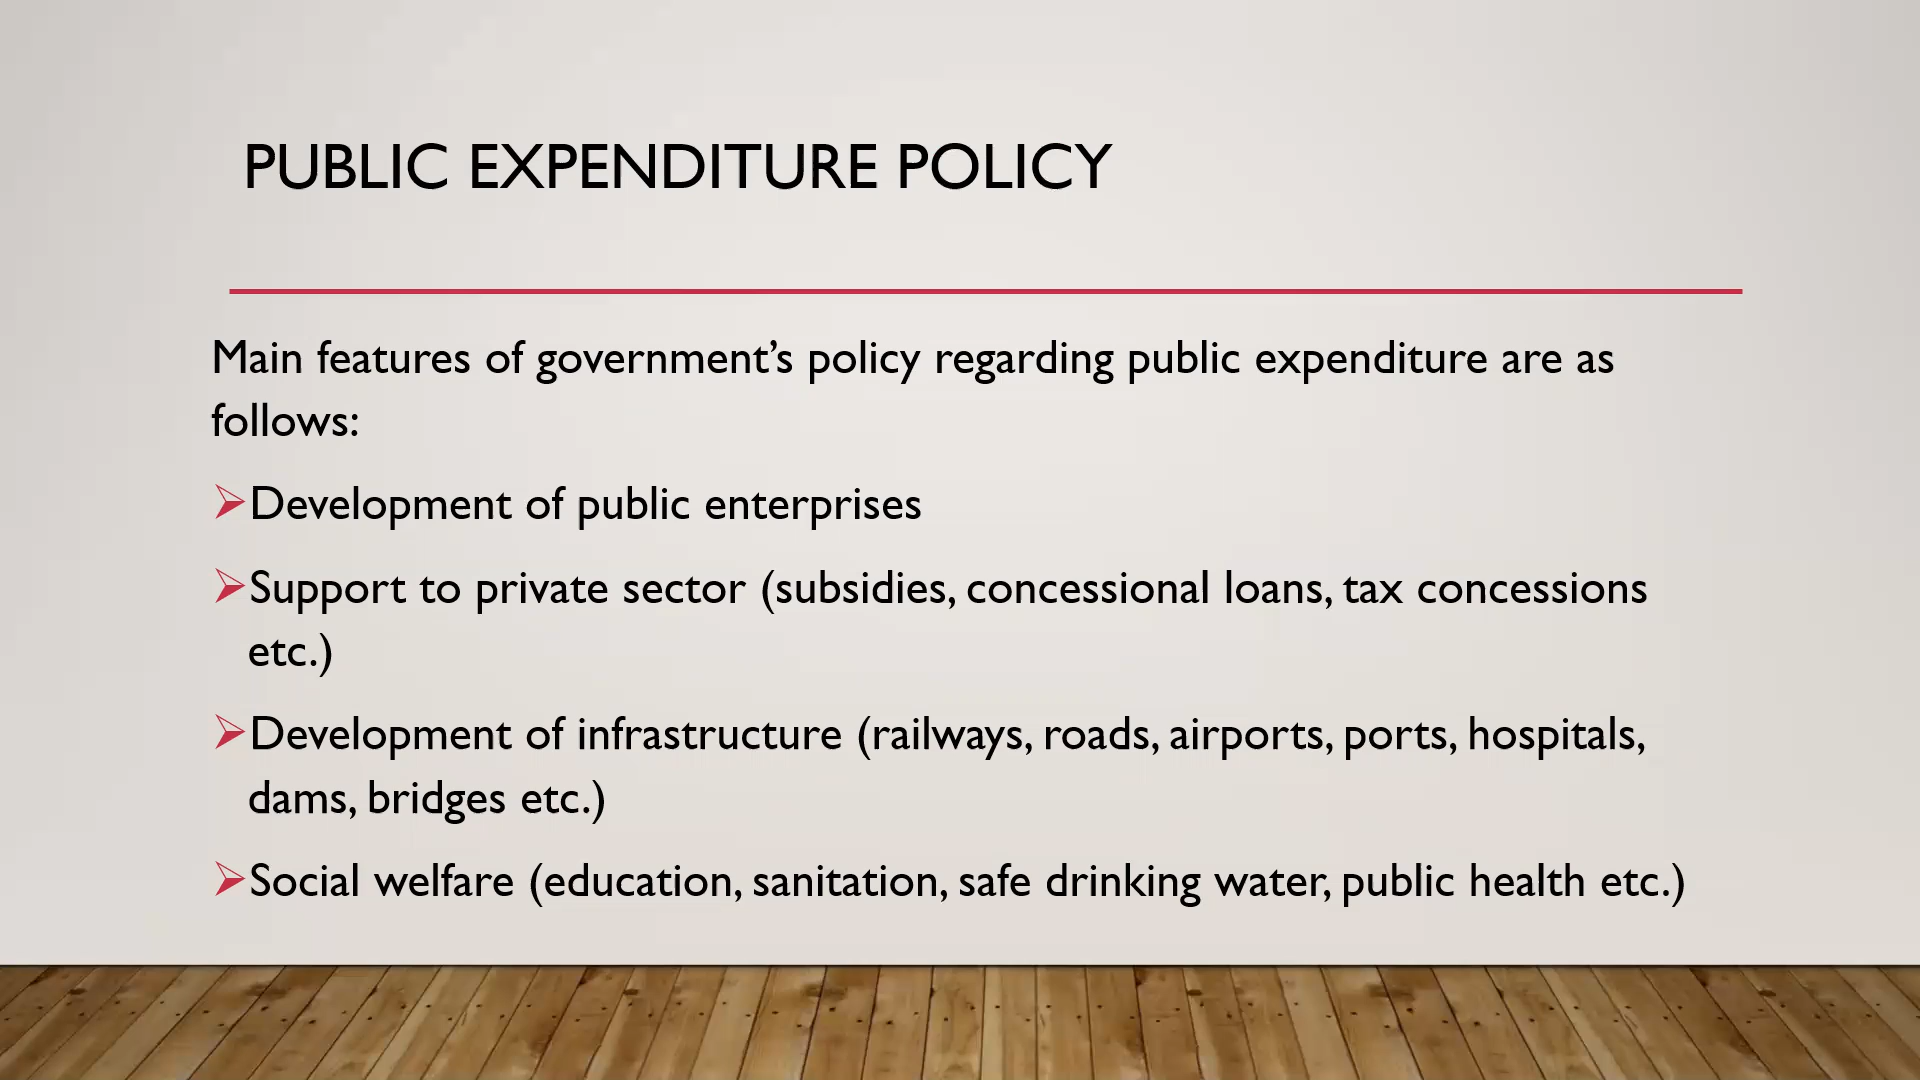 PUBLIC EXPENDITURE POLICY
Main features of government’s policy regarding public expenditure are as
follows:
Development of public enterprises
Support to private sector (subsidies, concessional loans, tax concessions
etc.)
Development of infrastructure (railways, roads, airports, ports, hospitals,
dams, bridges etc.)
Social welfare (education, sanitation, safe drinking water, public health etc.)